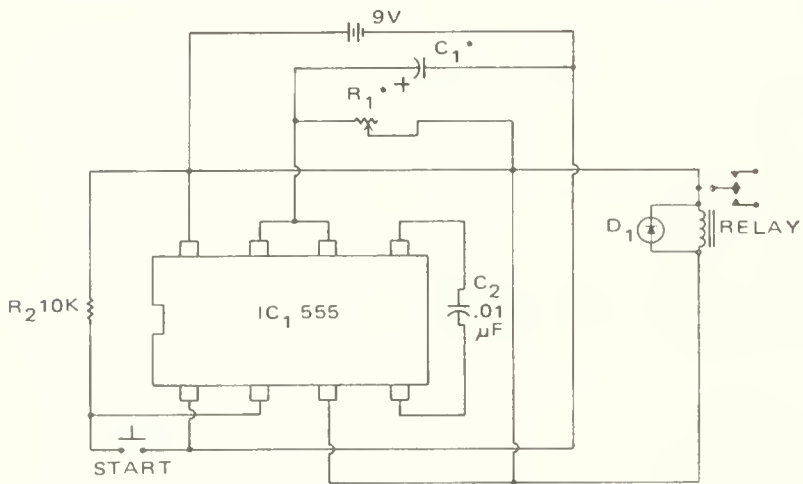 9V
C1*
+
R1*
D1
RELAY
R2 10K
IC1 555
C2
.01
µF
START